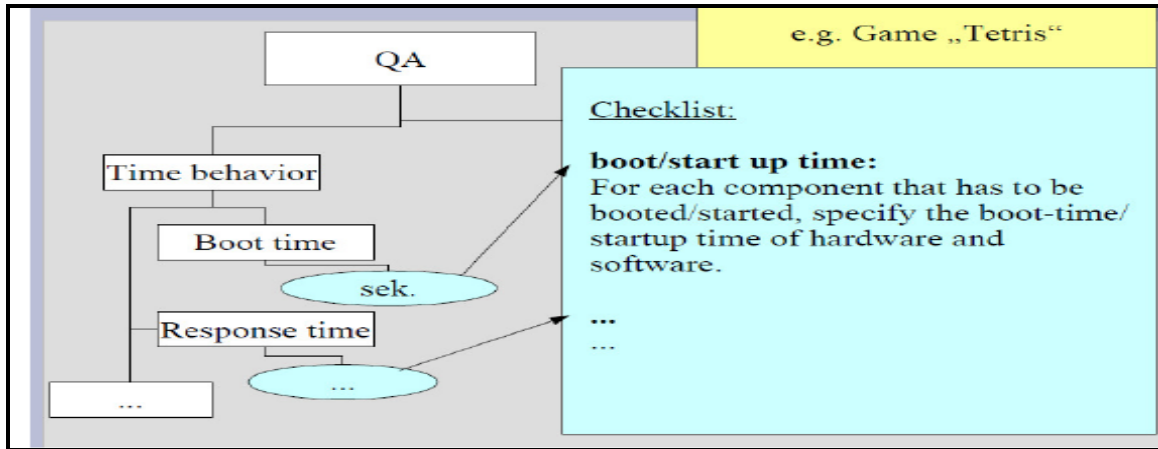 e.g. Game „Tetris“
QA
Checklist:
Time behavior
boot/start up time:
For each component that has to be
booted/started, specify the boot-time/
startup time of hardware and
software.
Boot time
sek.
Response time
...
...
...
...